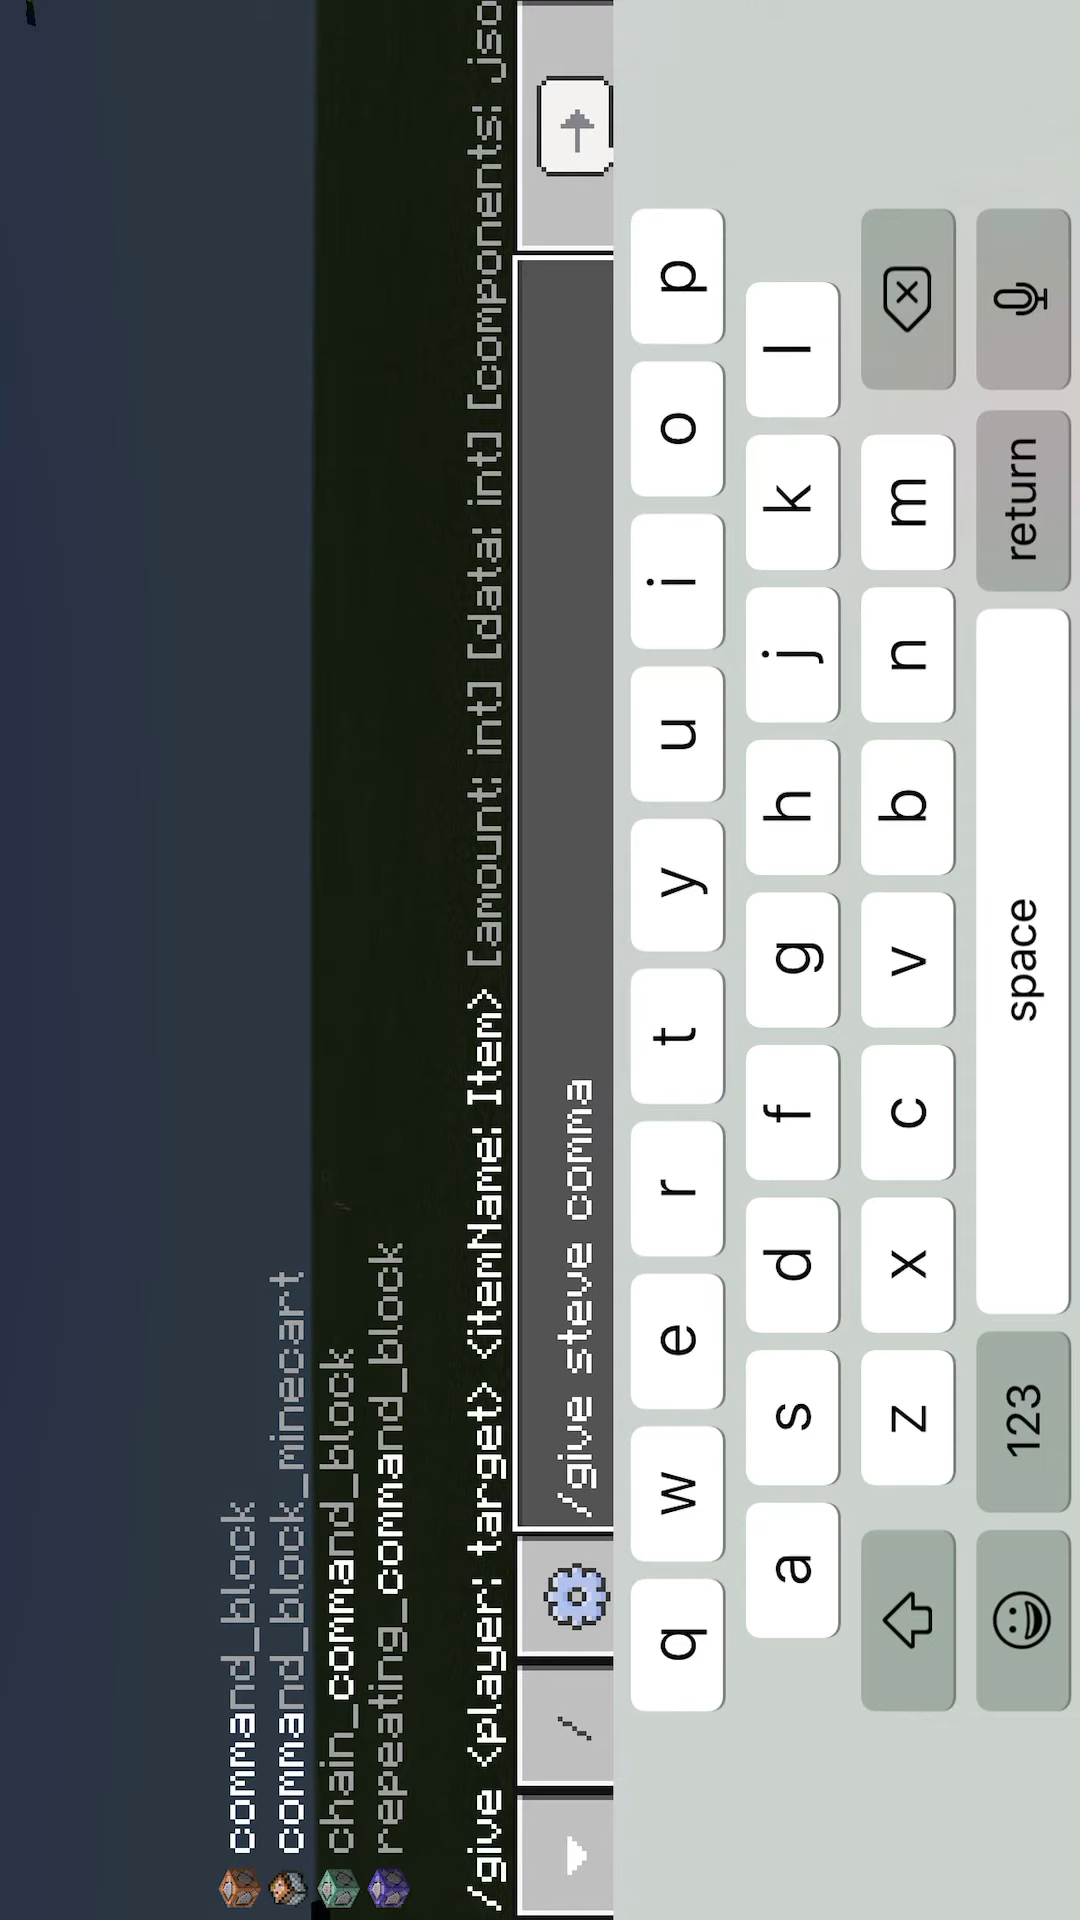 command_block
command_block_minecart
chain_command_block
repeating_command_block
/give <player: target> <itemName: Item> [amount: int] [data: int] [components: jso
/ /give steve comma
q w e r t y u i o p
a s d f g h j k l
z x c v b n m
123 space return